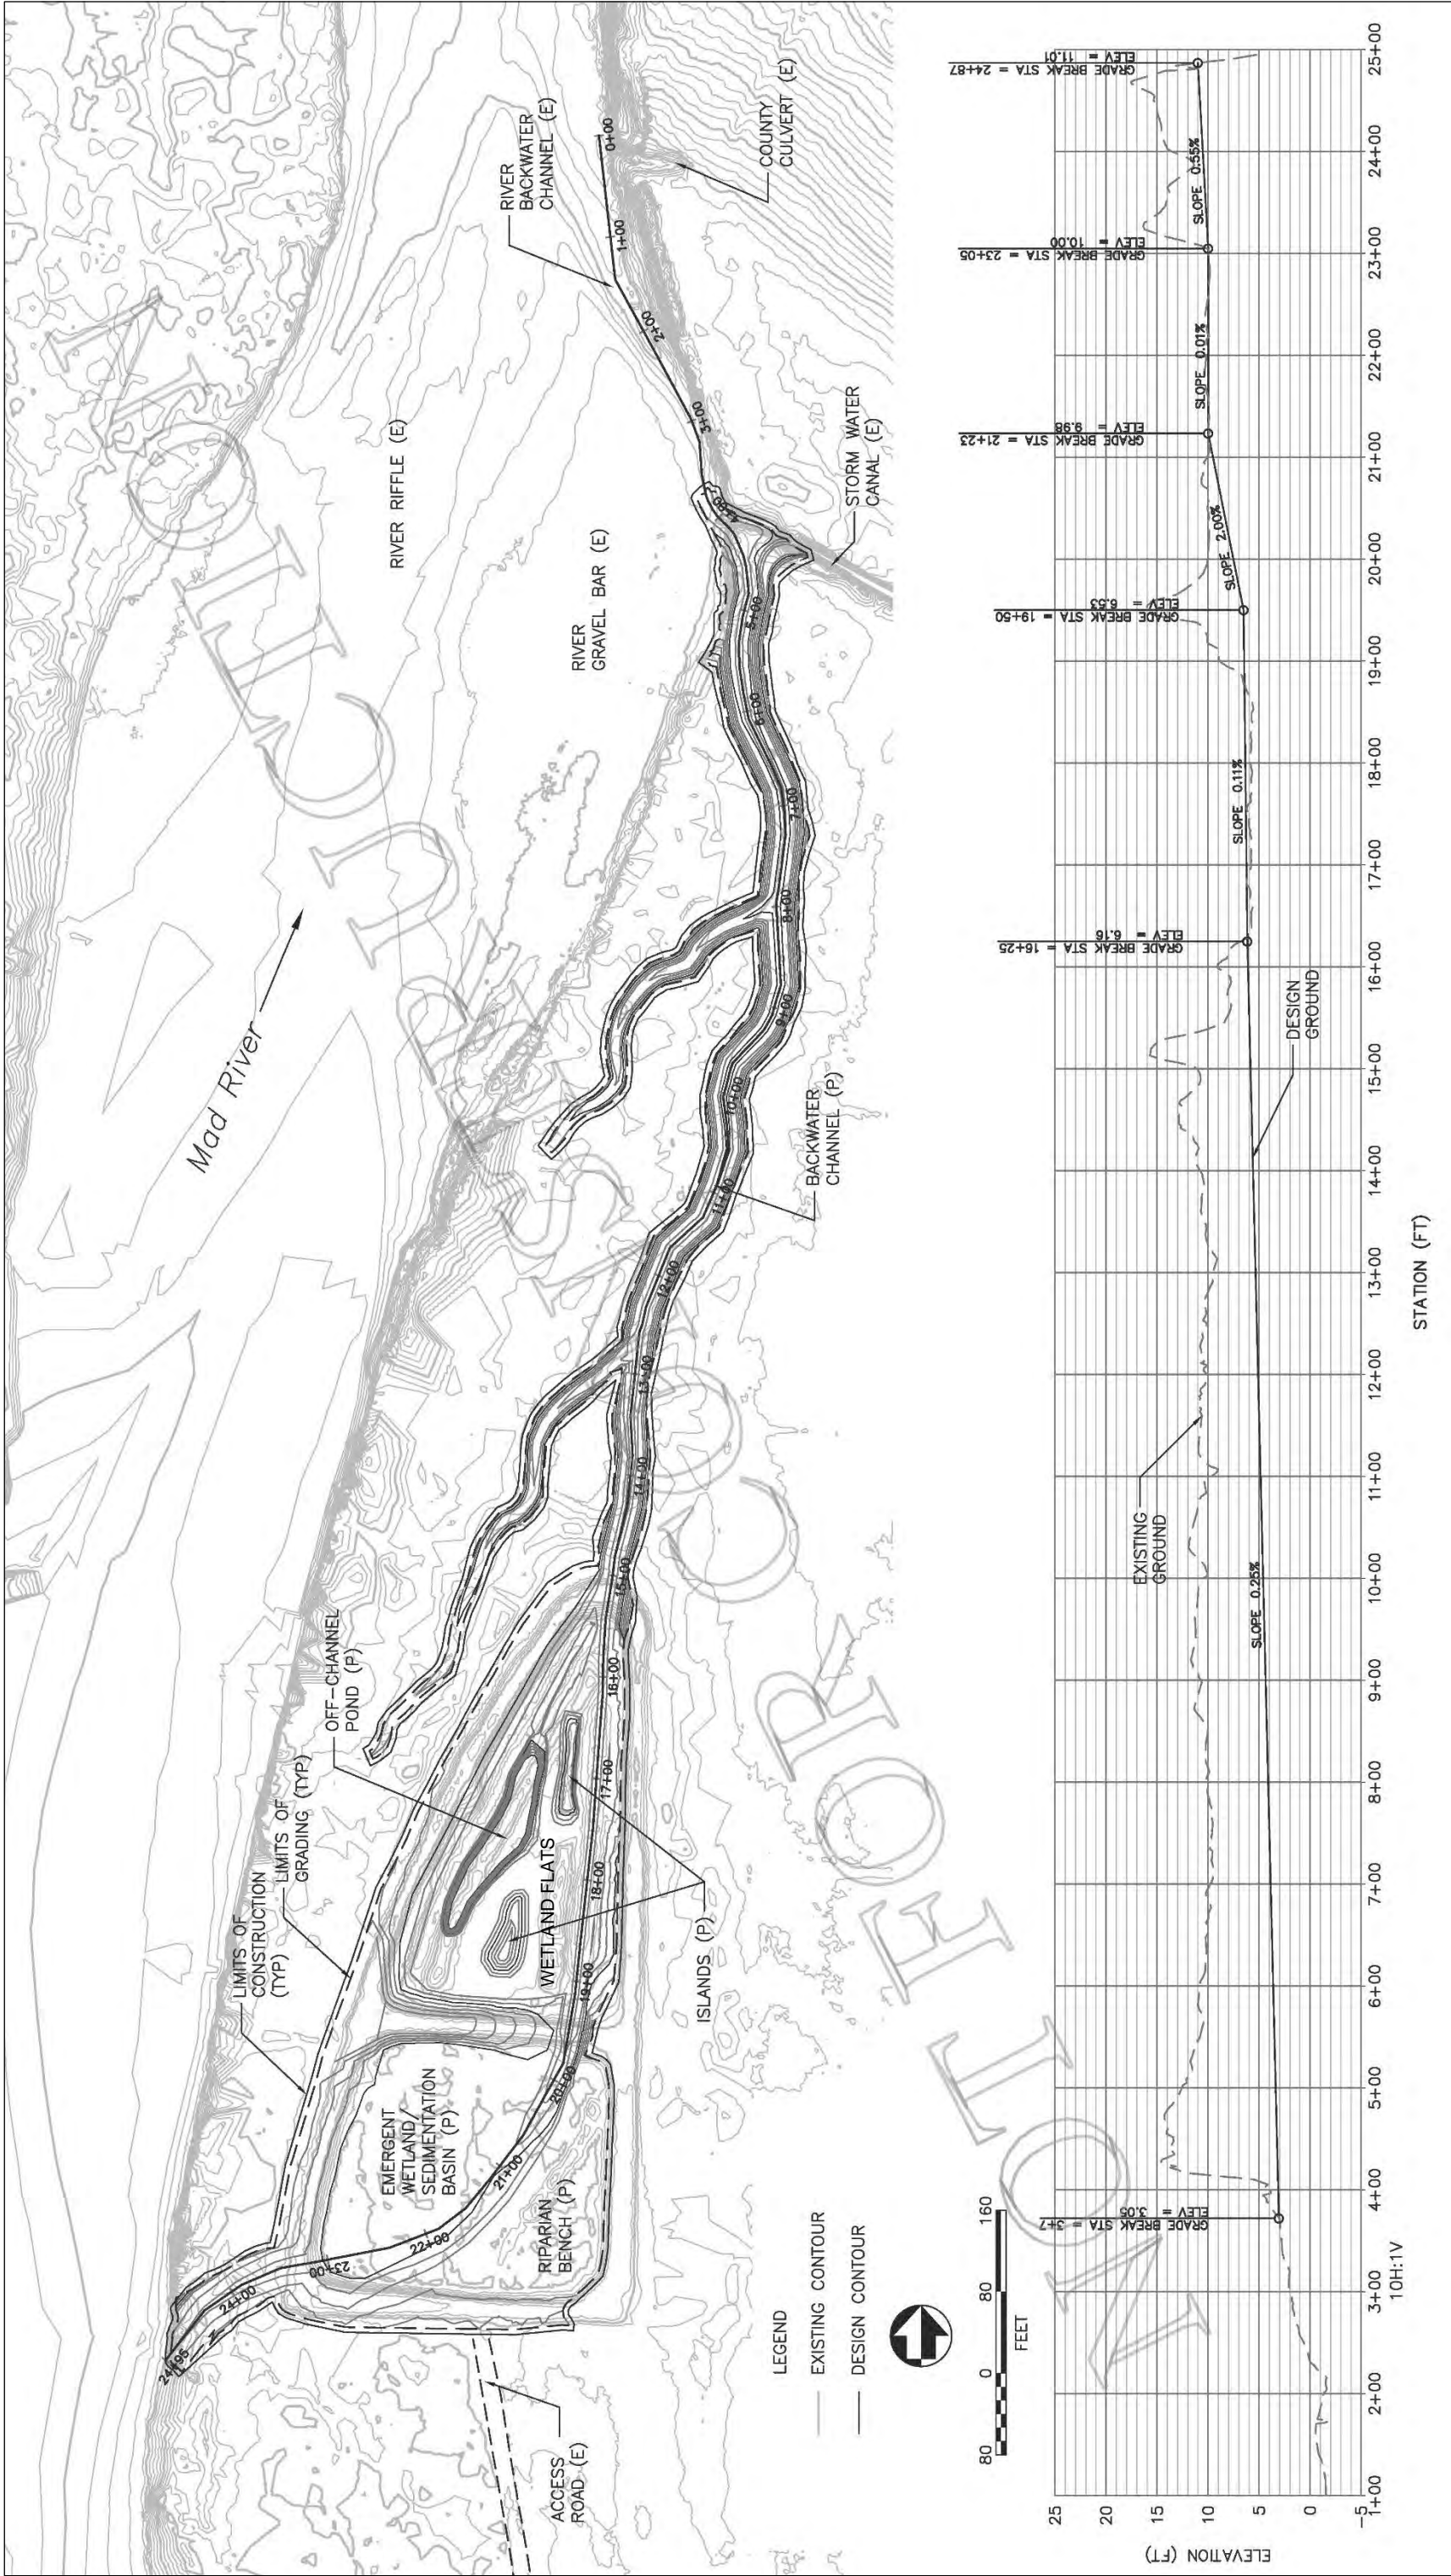 Mad River
RIVER RIFFLE (E)
RIVER
GRAVEL BAR (E)
RIVER
BACKWATER
CHANNEL (E)
COUNTY
CULVERT (E)
STORM WATER
CANAL (E)
BACKWATER
CHANNEL (P)
LIMITS OF
CONSTRUCTION
(TYP)
LIMITS OF
GRADING (TYP)
OFF-CHANNEL
POND (P)
WETLAND FLATS
ISLANDS (P)
EMERGENT
WETLAND/
SEDIMENTATION
BASIN (P)
RIPARIAN
BENCH (P)
ACCESS
ROAD (E)
24+95
24+00
23+00
22+00
21+00
20+00
19+00
18+00
17+00
16+00
15+00
14+00
13+00
12+00
11+00
10+00
9+00
8+00
7+00
6+00
5+00
4+00
3+00
2+00
1+00
0+00
NOT FOR CONSTRUCTION
LEGEND
EXISTING CONTOUR
DESIGN CONTOUR
80 0 80 160
FEET
GRADE BREAK STA = 3+7
ELEV = 3.05
GRADE BREAK STA = 16+25
ELEV = 6.16
GRADE BREAK STA = 19+50
ELEV = 6.53
GRADE BREAK STA = 21+23
ELEV = 9.98
GRADE BREAK STA = 23+05
ELEV = 10.00
GRADE BREAK STA = 24+87
ELEV = 11.01
SLOPE 0.25%
SLOPE 0.11%
SLOPE 2.00%
SLOPE 0.01%
SLOPE 0.55%
EXISTING
GROUND
DESIGN
GROUND
25
20
15
10
5
0
-5
ELEVATION (FT)
1+00 2+00 3+00 4+00 5+00 6+00 7+00 8+00 9+00 10+00 11+00 12+00 13+00 14+00 15+00 16+00 17+00 18+00 19+00 20+00 21+00 22+00 23+00 24+00 25+00
10H:1V
STATION (FT)